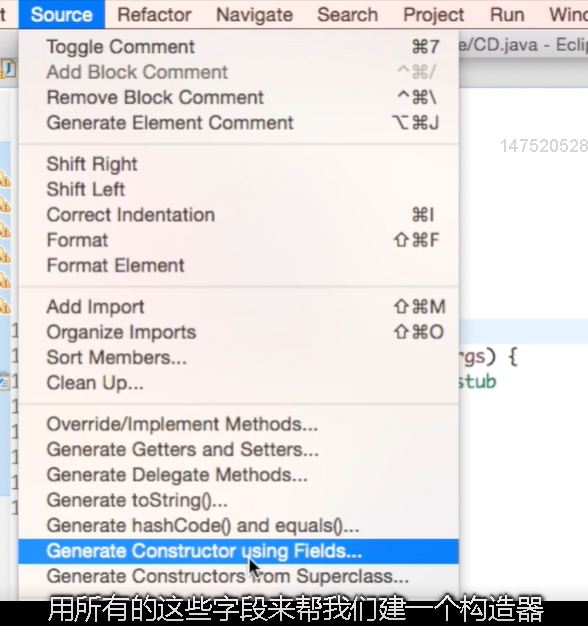 Source Refactor Navigate Search Project Run
Toggle Comment ⌘7
e/CD.java - Ecli
Add Block Comment ^⌘/
Remove Block Comment ^⌘\
Generate Element Comment ⌥⌘J
147520528
Shift Right
Shift Left
Correct Indentation ⌘I
Format ⇧⌘F
Format Element
Add Import ⇧⌘M
Organize Imports ⇧⌘O
Sort Members...
rgs) {
Clean Up...
stub
Override/Implement Methods...
Generate Getters and Setters...
Generate Delegate Methods...
Generate toString()...
Generate hashCode() and equals()...
Generate Constructor using Fields...
Generate Constructors from Superclass...
用所有的这些字段来帮我们建一个构造器